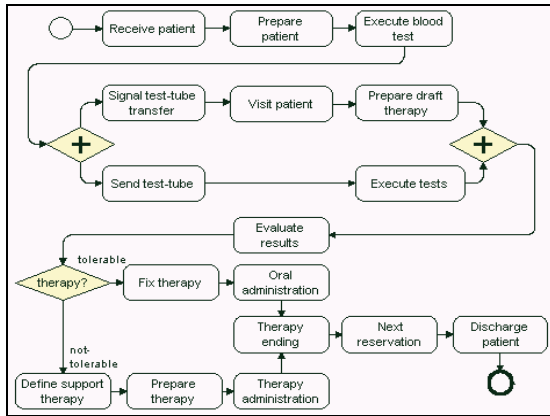 Receive patient
Prepare
patient
Execute blood
test
Signal test-tube
transfer
Visit patient
Prepare draft
therapy
Send test-tube
Execute tests
Evaluate
results
tolerable
therapy?
Fix therapy
Oral
administration
Therapy
ending
Next
reservation
Discharge
patient
not-
tolerable
Define support
therapy
Prepare
therapy
Therapy
administration